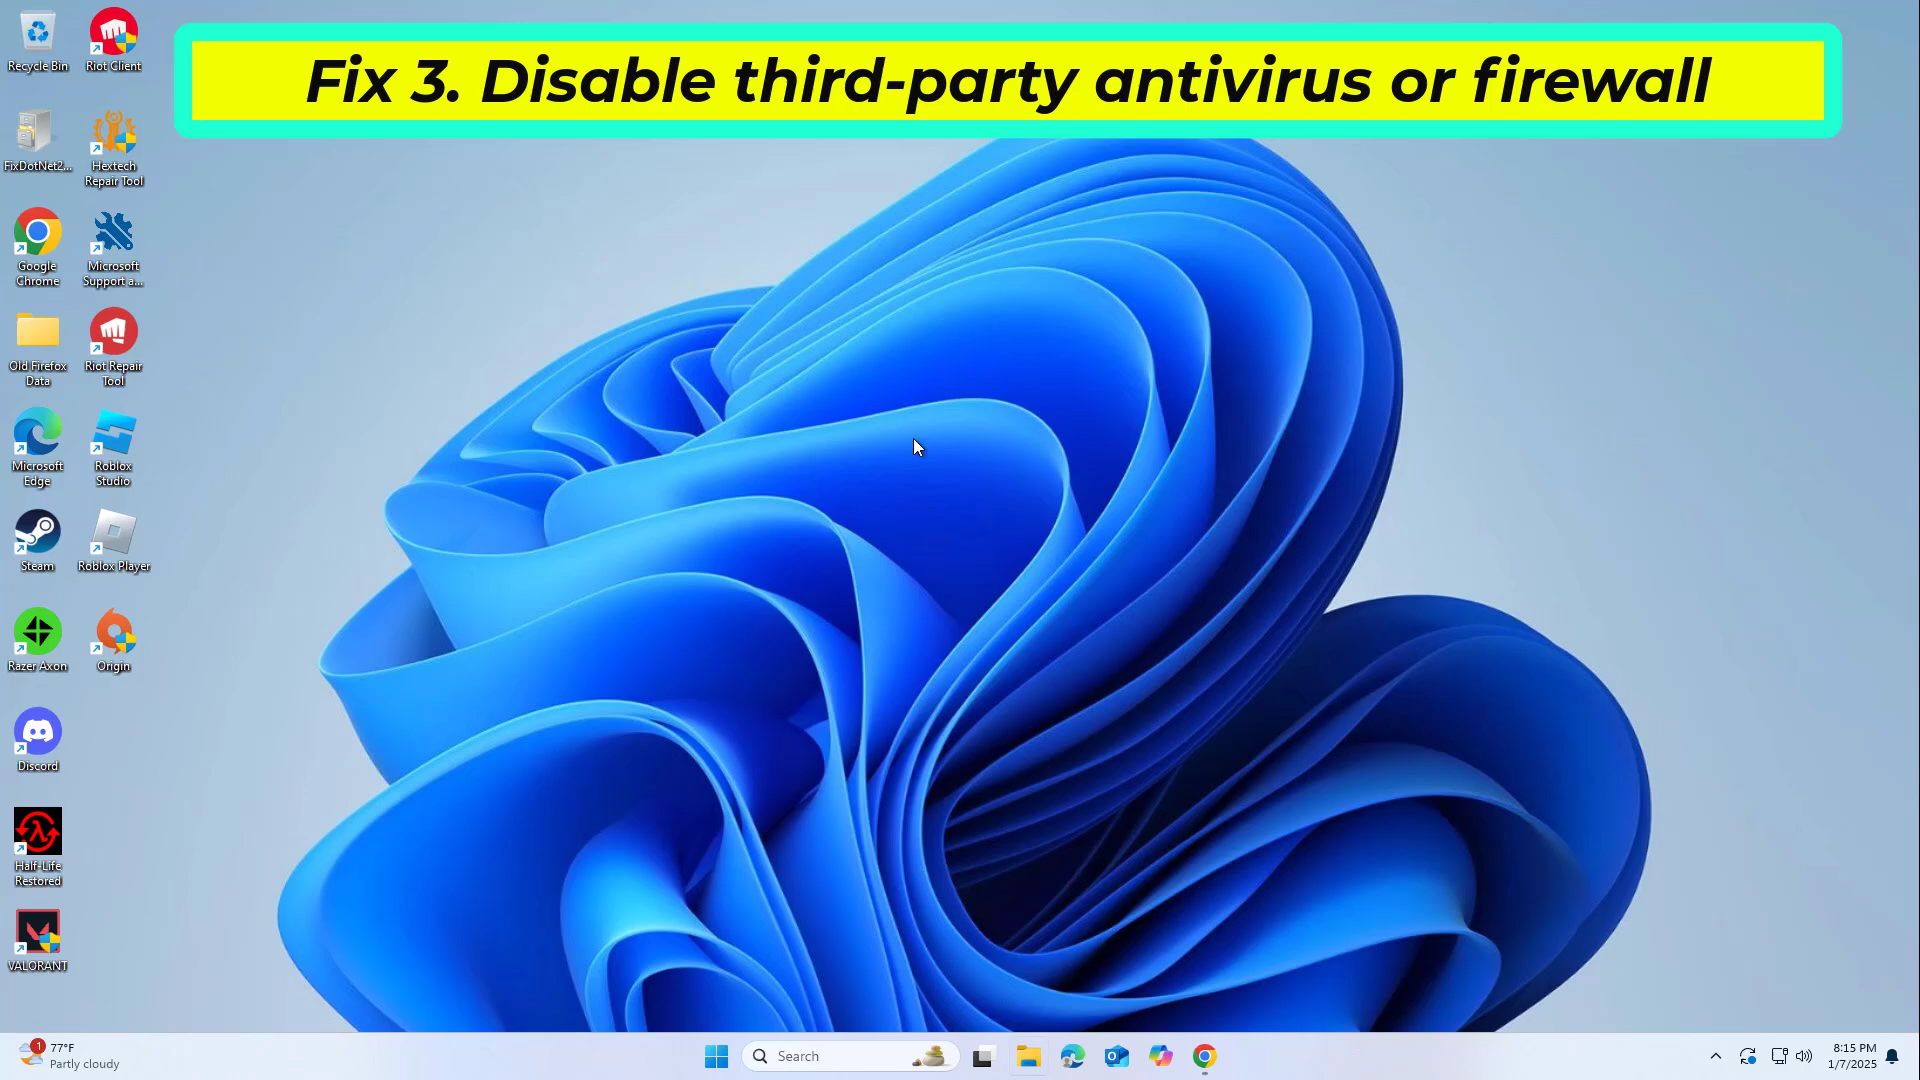 Fix 3. Disable third-party antivirus or firewall
Recycle Bin
Riot Client
FixDotNet2...
Hextech
Repair Tool
Google
Chrome
Microsoft
Support a...
Old Firefox
Data
Riot Repair
Tool
Microsoft
Edge
Roblox
Studio
Steam
Roblox Player
Razer Axon
Origin
Discord
Half-Life
Restored
VALORANT
1
77°F
Partly cloudy
Search
8:15 PM
1/7/2025